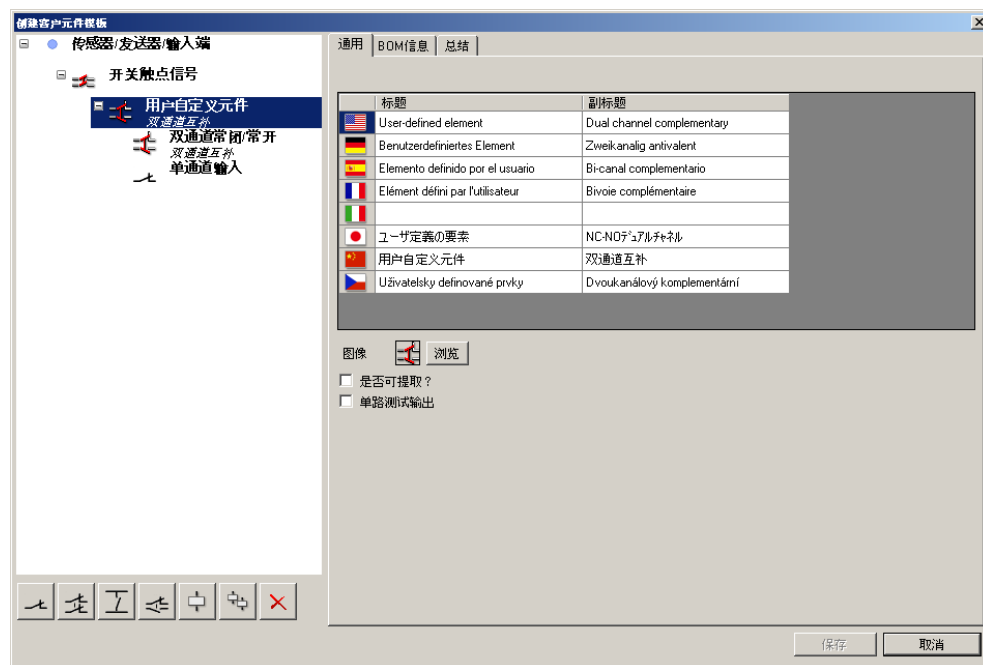 创建客户元件模板
传感器/发送器/输入端
开关触点信号
用户自定义元件
双通道互补
双通道常闭/常开
双通道互补
单通道输入
通用 BOM信息 总结
标题 副标题
User-defined element Dual channel complementary
Benutzerdefiniertes Element Zweikanalig antivalent
Elemento definido por el usuario Bi-canal complementario
Elément défini par l'utilisateur Bivoie complémentaire
ユーザ定義の要素 NC-NOﾃﾞｭｱﾙﾁｬﾈﾙ
用户自定义元件 双通道互补
Uživatelsky definované prvky Dvoukanálový komplementární
图像 浏览
是否可提取？
单路测试输出
保存 取消